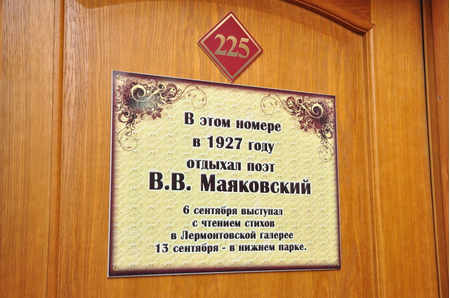 225
В этом номере
в 1927 году
отдыхал поэт
В.В. Маяковский
6 сентября выступал
с чтением стихов
в Лермонтовской галерее
13 сентября - в нижнем парке.